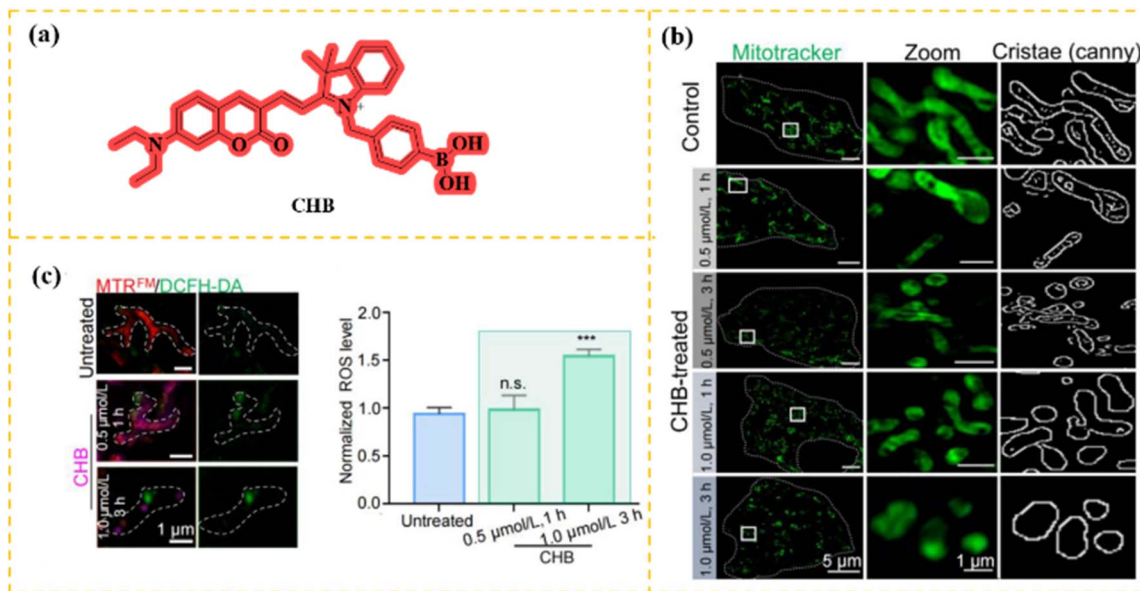 (a)
N
O
O
N
+
B
OH
OH
CHB
(b)
Mitotracker
Zoom
Cristae (canny)
Control
CHB-treated
0.5 µmol/L, 1 h
0.5 µmol/L, 3 h
1.0 µmol/L, 1 h
1.0 µmol/L, 3 h
5 µm
1 µm
(c)
MTRFM/DCFH-DA
Untreated
CHB
0.5 µmol/L
1 h
1.0 µmol/L
3 h
1 µm
Normalized ROS level
2.0
1.5
1.0
0.5
0.0
n.s.
***
Untreated
0.5 µmol/L,1 h
1.0 µmol/L 3 h
CHB